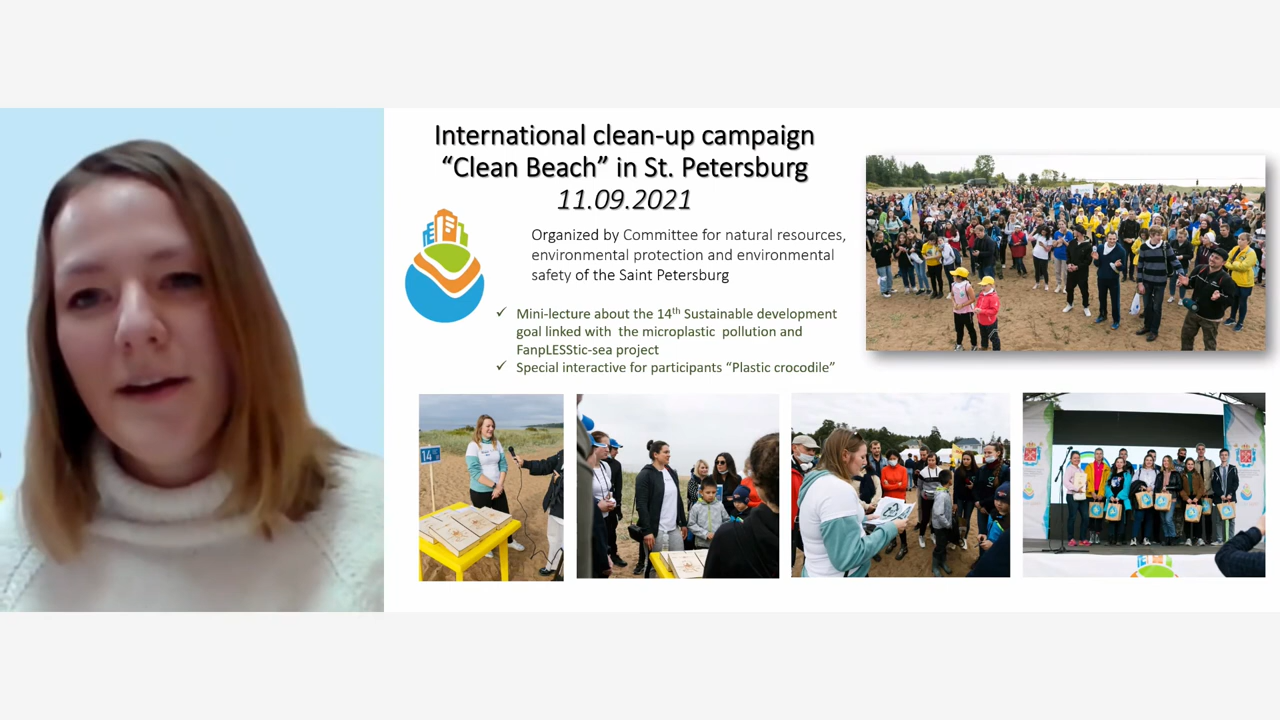 International clean-up campaign
“Clean Beach” in St. Petersburg
11.09.2021
Organized by Committee for natural resources,
environmental protection and environmental
safety of the Saint Petersburg
✓ Mini-lecture about the 14th Sustainable development
goal linked with the microplastic pollution and
FanpLESStic-sea project
✓ Special interactive for participants “Plastic crocodile”
14